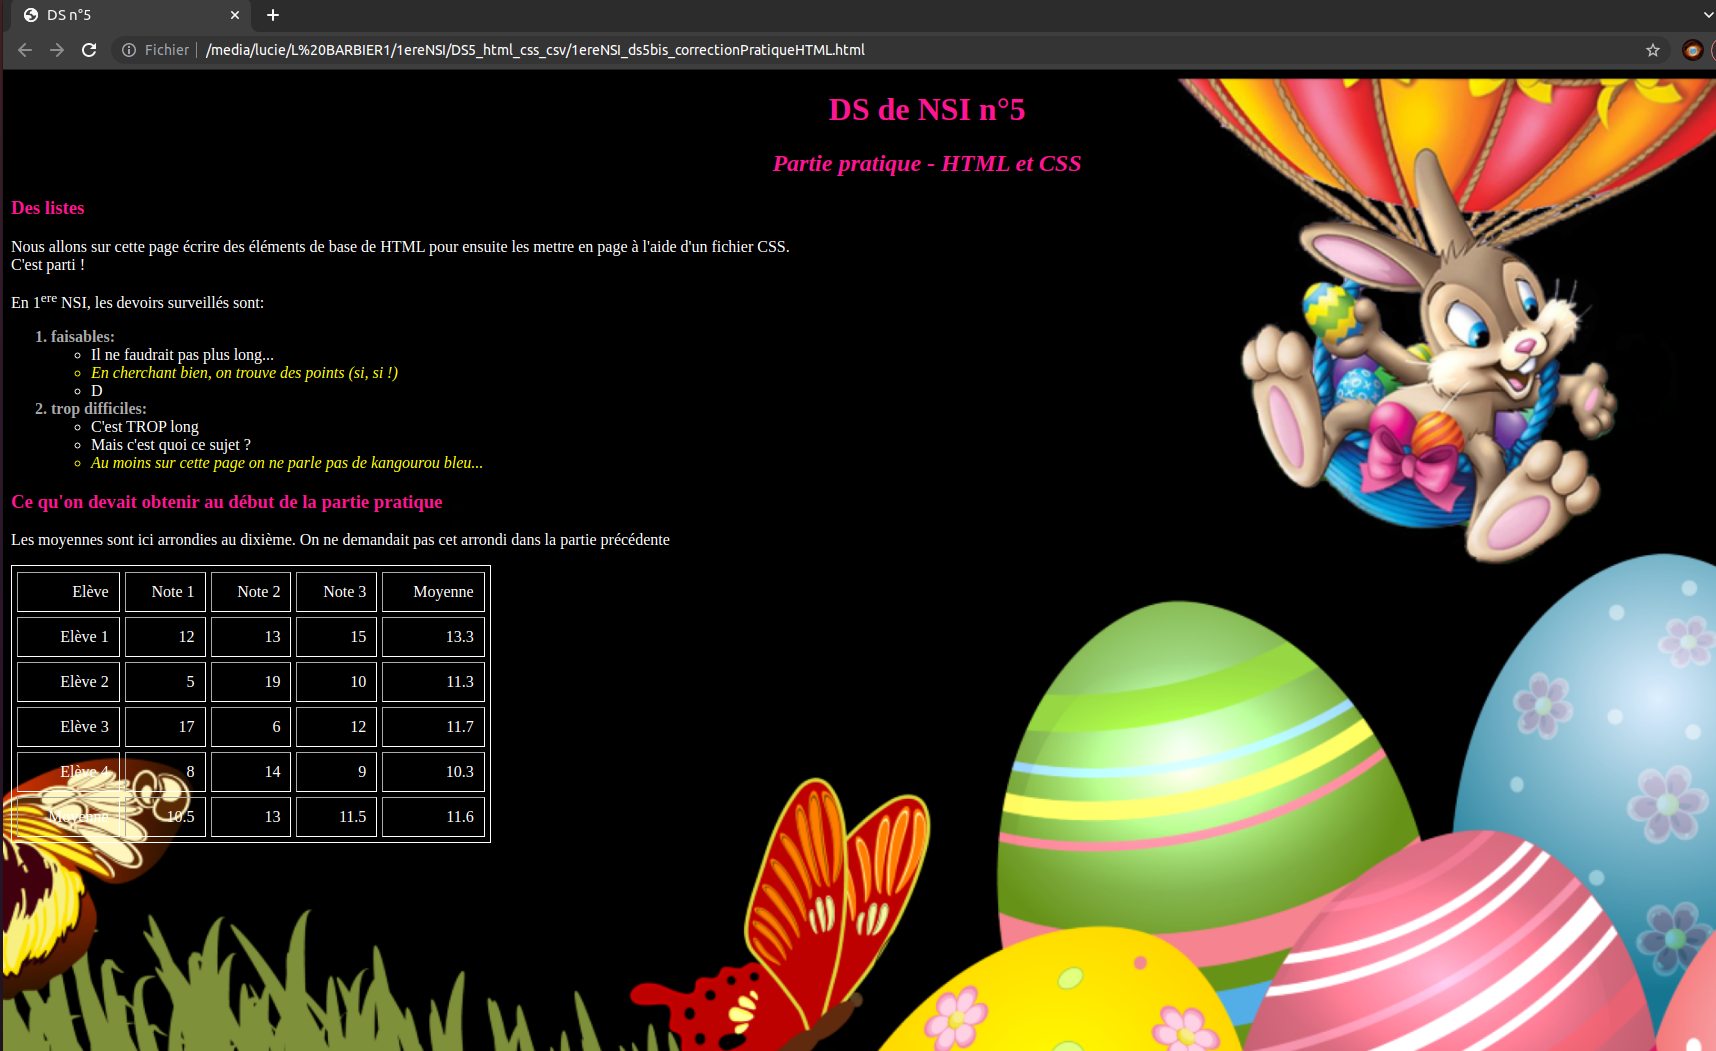 DS n°5
Fichier /media/lucie/L%20BARBIER1/1ereNSI/DS5_html_css_csv/1ereNSI_ds5bis_correctionPratiqueHTML.html
DS de NSI n°5
Partie pratique - HTML et CSS
Des listes
Nous allons sur cette page écrire des éléments de base de HTML pour ensuite les mettre en page à l'aide d'un fichier CSS.
C'est parti !
En 1ere NSI, les devoirs surveillés sont:
1. faisables:
Il ne faudrait pas plus long...
En cherchant bien, on trouve des points (si, si !)
D
2. trop difficiles:
C'est TROP long
Mais c'est quoi ce sujet ?
Au moins sur cette page on ne parle pas de kangourou bleu...
Ce qu'on devait obtenir au début de la partie pratique
Les moyennes sont ici arrondies au dixième. On ne demandait pas cet arrondi dans la partie précédente
Elève Note 1 Note 2 Note 3 Moyenne
Elève 1 12 13 15 13.3
Elève 2 5 19 10 11.3
Elève 3 17 6 12 11.7
Elève 4 8 14 9 10.3
Moyenne 10.5 13 11.5 11.6